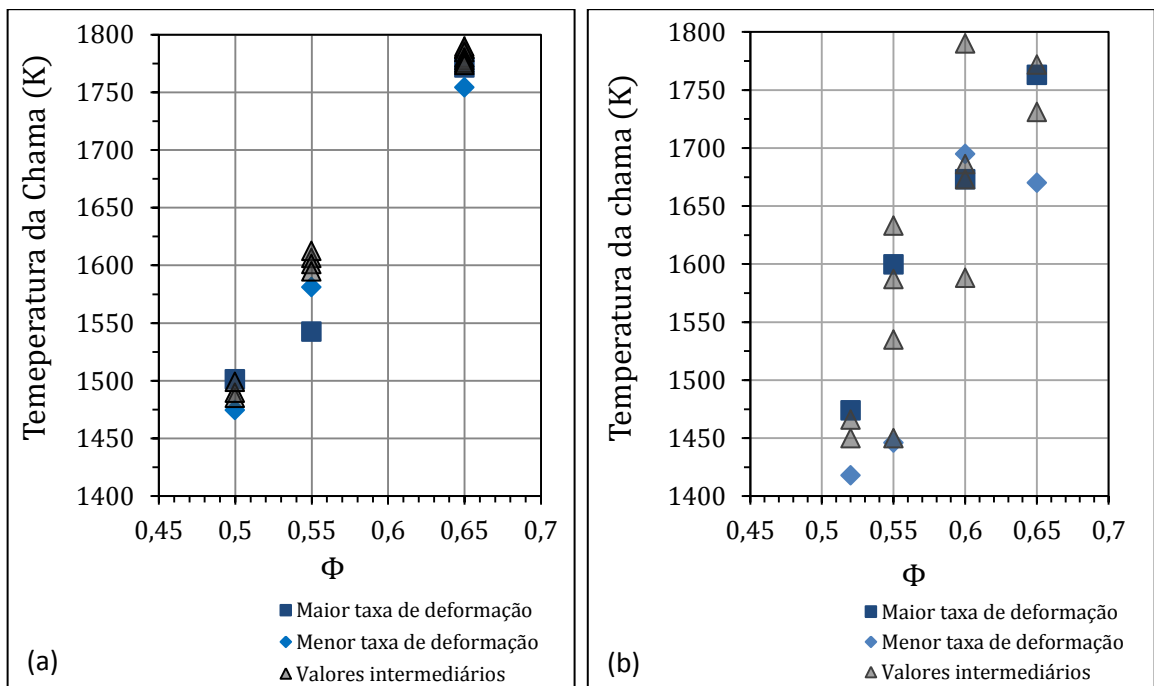 Temeperatura da Chama (K)
1800
1750
1700
1650
1600
1550
1500
1450
1400
0,45
0,5
0,55
0,6
0,65
0,7
Φ
Maior taxa de deformação
Menor taxa de deformação
Valores intermediários
(a)
Temperatura da chama (K)
1800
1750
1700
1650
1600
1550
1500
1450
1400
0,45
0,5
0,55
0,6
0,65
0,7
Φ
Maior taxa de deformação
Menor taxa de deformação
Valores intermediários
(b)